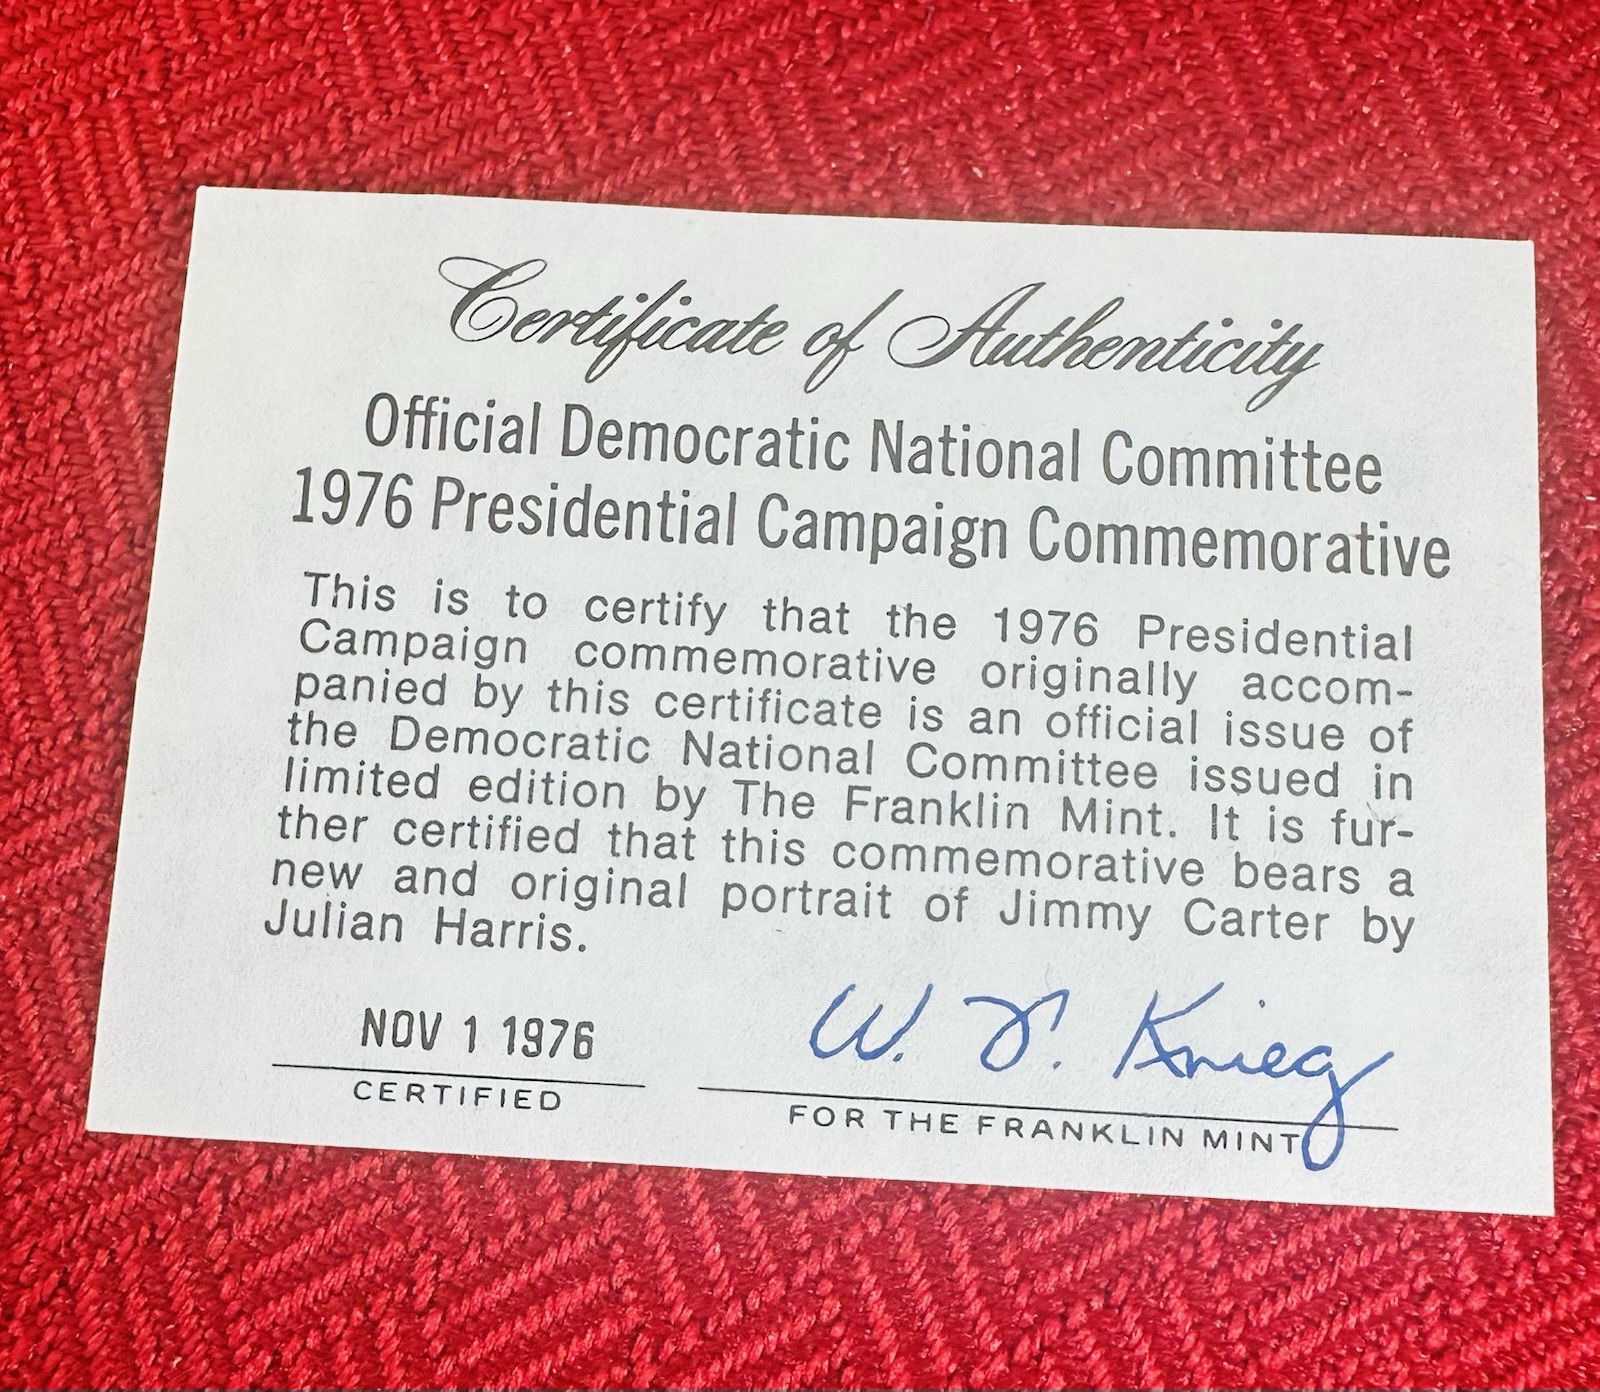 Certificate of Authenticity
Official Democratic National Committee
1976 Presidential Campaign Commemorative
This is to certify that the 1976 Presidential
Campaign commemorative originally accom-
panied by this certificate is an official issue of
the Democratic National Committee issued in
limited edition by The Franklin Mint. It is fur-
ther certified that this commemorative bears a
new and original portrait of Jimmy Carter by
Julian Harris.
NOV 1 1976
CERTIFIED
W. Krieg
FOR THE FRANKLIN MINT